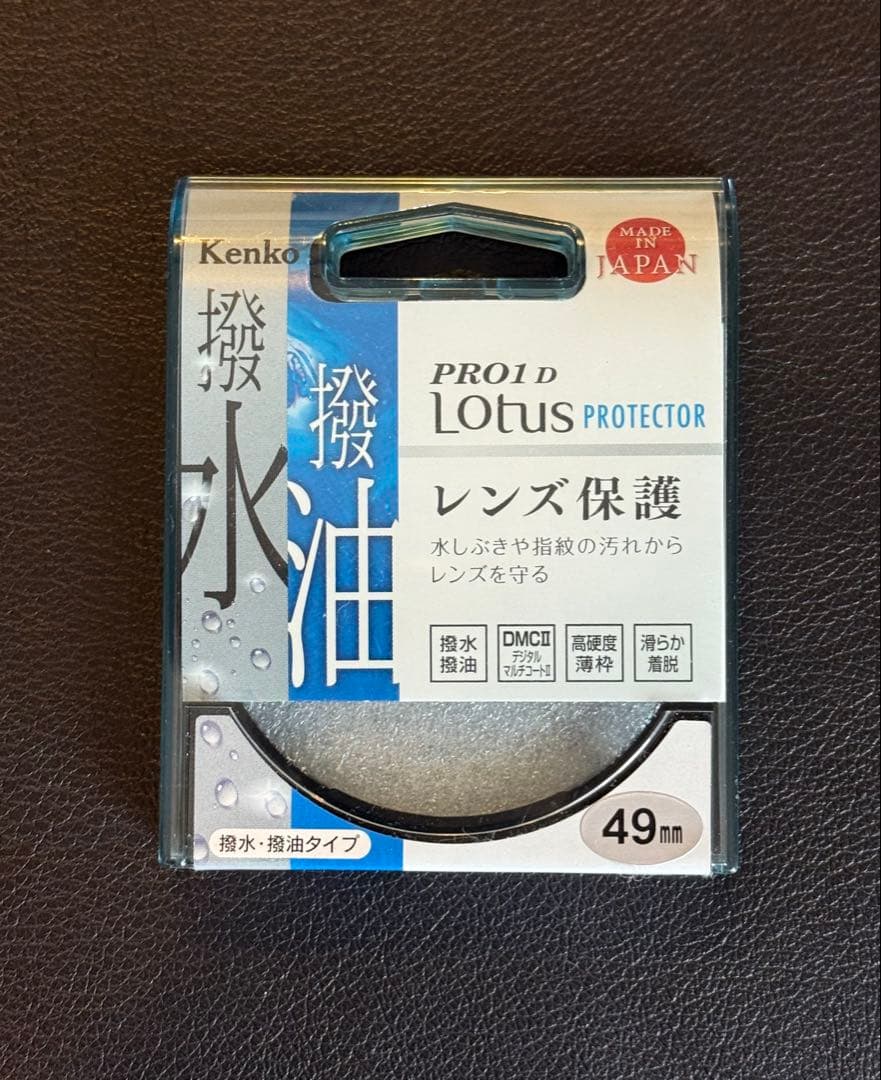 Kenko
MADE
IN
JAPAN
撥水
撥油
PRO1 D
Lotus PROTECTOR
レンズ保護
水しぶきや指紋の汚れから
レンズを守る
撥水
撥油
DMCⅡ
デジタル
マルチコートⅡ
高硬度
薄枠
滑らか
着脱
撥水・撥油タイプ
49mm